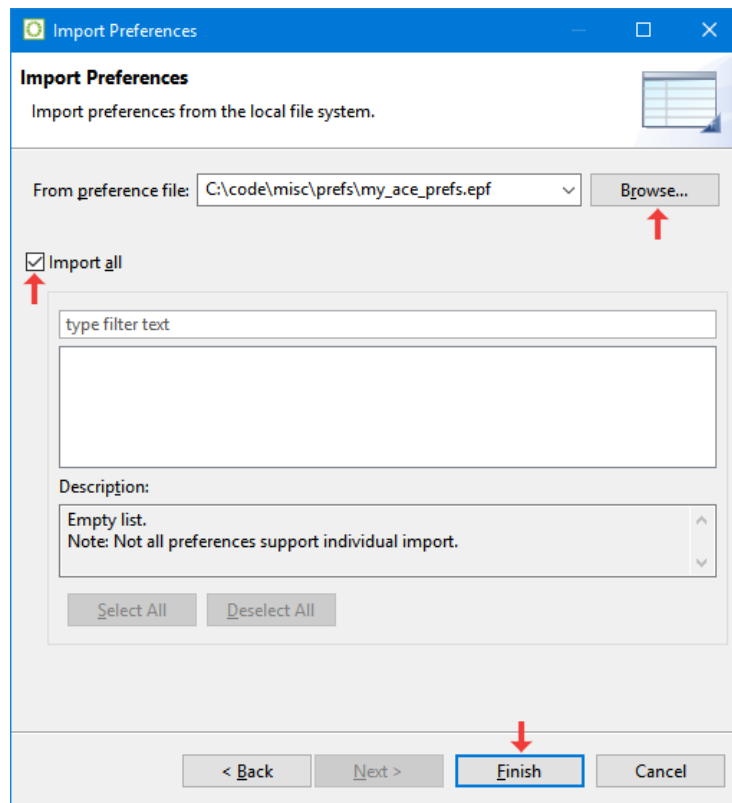 Import Preferences
Import Preferences
Import preferences from the local file system.
From preference file: C:\code\misc\prefs\my_ace_prefs.epf Browse...
Import all
type filter text
Description:
Empty list.
Note: Not all preferences support individual import.
Select All Deselect All
< Back Next > Finish Cancel